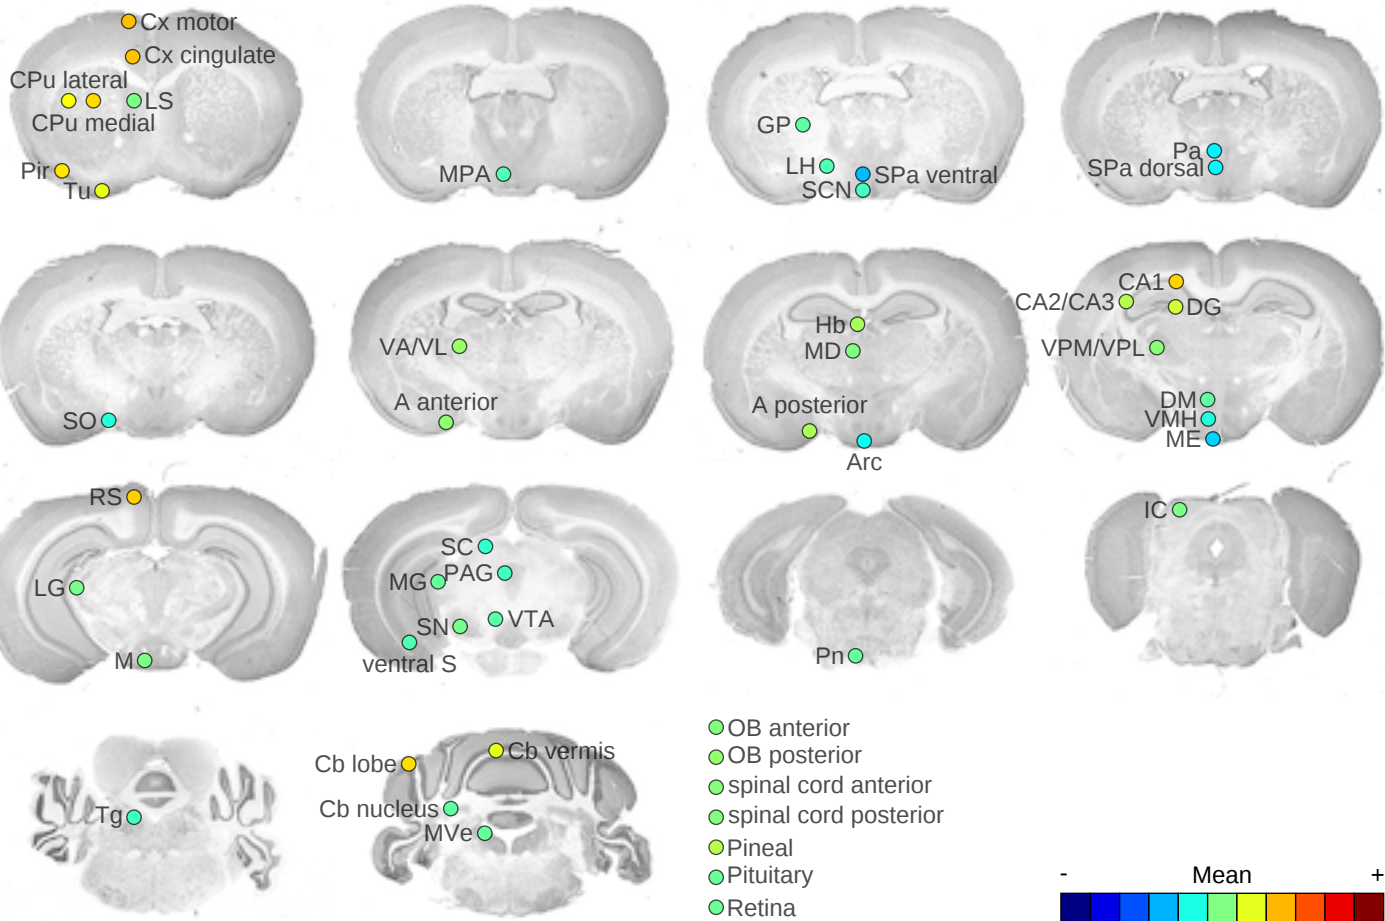 Cx motor
Cx cingulate
CPu lateral
LS
CPu medial
Pir
Tu
MPA
GP
LH
SPa ventral
SCN
Pa
SPa dorsal
SO
VA/VL
A anterior
Hb
MD
A posterior
Arc
CA1
CA2/CA3
DG
VPM/VPL
DM
VMH
ME
RS
LG
M
SC
PAG
MG
VTA
SN
ventral S
Pn
IC
Tg
Cb vermis
Cb lobe
Cb nucleus
MVe
OB anterior
OB posterior
spinal cord anterior
spinal cord posterior
Pineal
Pituitary
Retina
- Mean +